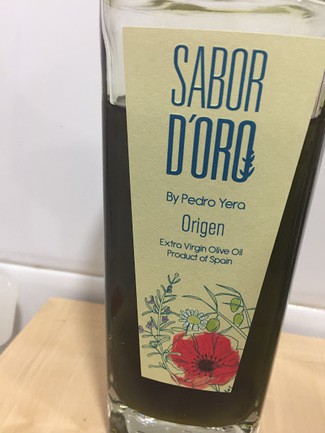 SABOR
D'ORO
By Pedro Yera
Origen
Extra Virgin Olive Oil
Product of Spain